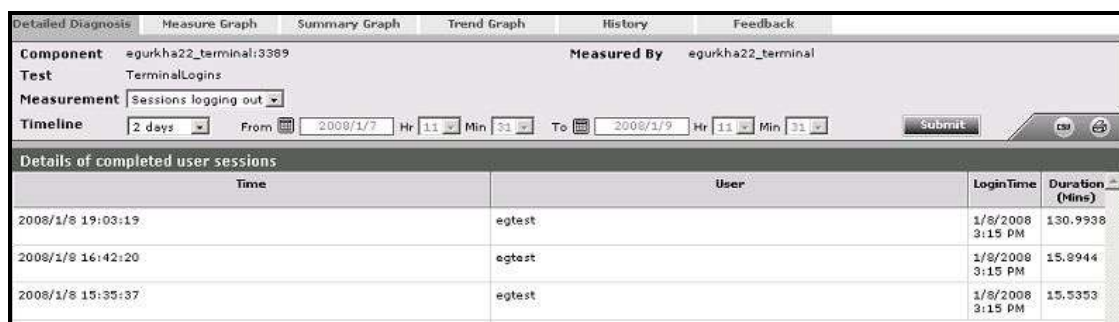 Detailed Diagnosis Measure Graph Summary Graph Trend Graph History Feedback
Component egurkha22_terminal:3389 Measured By egurkha22_terminal
Test TerminalLogins
Measurement Sessions logging out
Timeline 2 days From 2008/1/7 Hr 11 Min 31 To 2008/1/9 Hr 11 Min 31 Submit CSV
Details of completed user sessions
Time User LoginTime Duration (Mins)
2008/1/8 19:03:19 egtest 1/8/2008 3:15 PM 130.9938
2008/1/8 16:42:20 egtest 1/8/2008 3:15 PM 15.8944
2008/1/8 15:35:37 egtest 1/8/2008 3:15 PM 15.5353